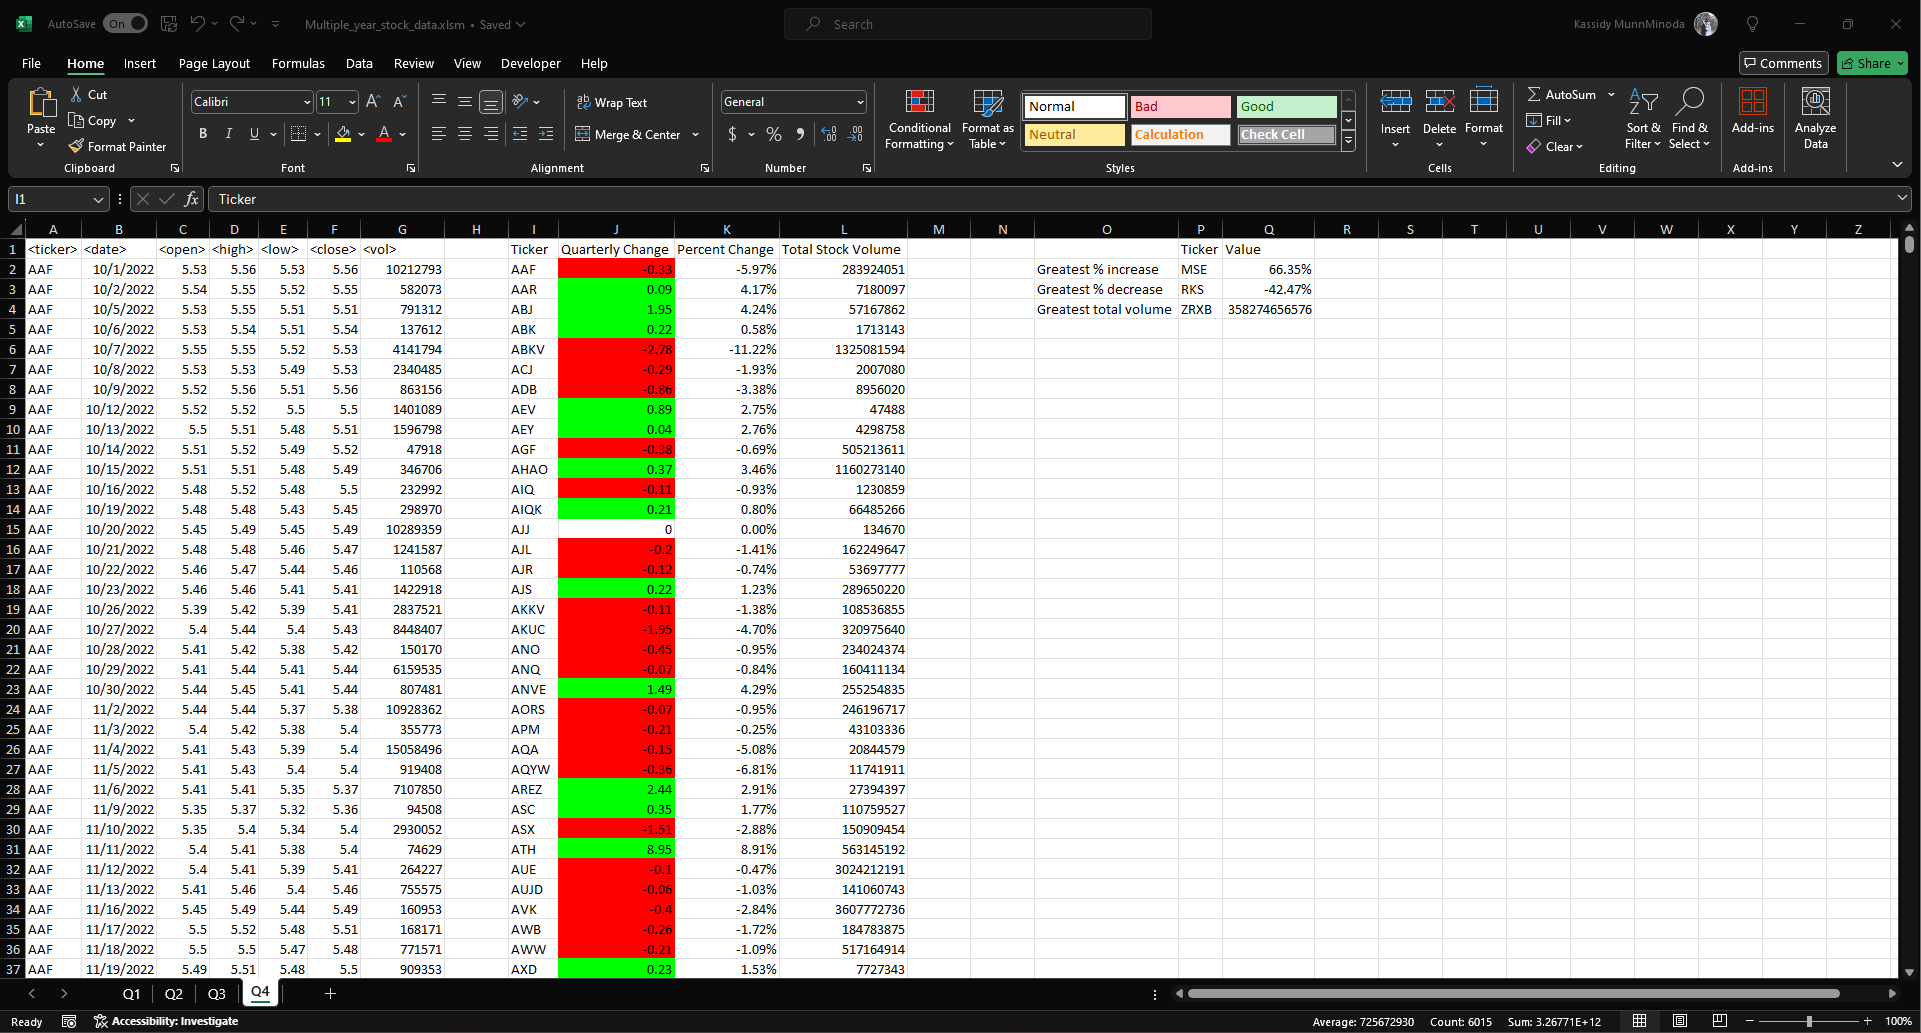 AutoSave On Multiple_year_stock_data.xlsm • Saved Search Kassidy MunnMinoda
File Home Insert Page Layout Formulas Data Review View Developer Help Comments Share
Cut Calibri 11 Wrap Text General Normal Bad Good AutoSum
Paste Copy B I U Merge & Center $ % Conditional Formatting Format as Table Neutral Calculation Check Cell Insert Delete Format Fill Sort & Filter Find & Select Add-ins Analyze Data
Format Painter Clear
Clipboard Font Alignment Number Styles Cells Editing Add-ins
I1 fx Ticker
A B C D E F G H I J K L M N O P Q R S T U V W X Y Z
1 <ticker> <date> <open> <high> <low> <close> <vol> Ticker Quarterly Change Percent Change Total Stock Volume Ticker Value
2 AAF 10/1/2022 5.53 5.56 5.53 5.56 10212793 AAF -0.33 -5.97% 283924051 Greatest % increase MSE 66.35%
3 AAF 10/2/2022 5.54 5.55 5.52 5.55 582073 AAR 0.09 4.17% 7180097 Greatest % decrease RKS -42.47%
4 AAF 10/5/2022 5.53 5.55 5.51 5.51 791312 ABJ 1.95 4.24% 57167862 Greatest total volume ZRXB 358274656576
5 AAF 10/6/2022 5.53 5.54 5.51 5.54 137612 ABK 0.22 0.58% 1713143
6 AAF 10/7/2022 5.55 5.55 5.52 5.53 4141794 ABKV -2.78 -11.22% 1325081594
7 AAF 10/8/2022 5.53 5.53 5.49 5.53 2340485 ACJ -0.29 -1.93% 2007080
8 AAF 10/9/2022 5.52 5.56 5.51 5.56 863156 ADB -0.86 -3.38% 8956020
9 AAF 10/12/2022 5.52 5.52 5.5 5.5 1401089 AEV 0.89 2.75% 47488
10 AAF 10/13/2022 5.5 5.51 5.48 5.51 1596798 AEY 0.04 2.76% 4298758
11 AAF 10/14/2022 5.51 5.52 5.49 5.52 47918 AGF -0.38 -0.69% 505213611
12 AAF 10/15/2022 5.51 5.51 5.48 5.49 346706 AHAO 0.37 3.46% 1160273140
13 AAF 10/16/2022 5.48 5.52 5.48 5.5 232992 AIQ -0.11 -0.93% 1230859
14 AAF 10/19/2022 5.48 5.48 5.43 5.45 298970 AIQK 0.21 0.80% 66485266
15 AAF 10/20/2022 5.45 5.49 5.45 5.49 10289359 AJJ 0 0.00% 134670
16 AAF 10/21/2022 5.48 5.48 5.46 5.47 1241587 AJL -0.2 -1.41% 162249647
17 AAF 10/22/2022 5.46 5.47 5.44 5.46 110568 AJR -0.12 -0.74% 53697777
18 AAF 10/23/2022 5.46 5.46 5.41 5.41 1422918 AJS 0.22 1.23% 289650220
19 AAF 10/26/2022 5.39 5.42 5.39 5.41 2837521 AKKV -0.11 -1.38% 108536855
20 AAF 10/27/2022 5.4 5.44 5.4 5.43 8448407 AKUC -1.95 -4.70% 320975640
21 AAF 10/28/2022 5.41 5.42 5.38 5.42 150170 ANO -0.45 -0.95% 234024374
22 AAF 10/29/2022 5.41 5.44 5.41 5.44 6159535 ANQ -0.07 -0.84% 160411134
23 AAF 10/30/2022 5.44 5.45 5.41 5.44 807481 ANVE 1.49 4.29% 255254835
24 AAF 11/2/2022 5.44 5.44 5.37 5.38 10928362 AORS -0.07 -0.95% 246196717
25 AAF 11/3/2022 5.4 5.42 5.38 5.4 355773 APM -0.21 -0.25% 43103336
26 AAF 11/4/2022 5.41 5.43 5.39 5.4 15058496 AQA -0.15 -5.08% 20844579
27 AAF 11/5/2022 5.41 5.43 5.4 5.4 919408 AQYW -0.36 -6.81% 11741911
28 AAF 11/6/2022 5.41 5.41 5.35 5.37 7107850 AREZ 2.44 2.91% 27394397
29 AAF 11/9/2022 5.35 5.37 5.32 5.36 94508 ASC 0.35 1.77% 110759527
30 AAF 11/10/2022 5.35 5.4 5.34 5.4 2930052 ASX -1.51 -2.88% 150909454
31 AAF 11/11/2022 5.4 5.41 5.38 5.4 74629 ATH 8.95 8.91% 563145192
32 AAF 11/12/2022 5.4 5.41 5.39 5.41 264227 AUE -0.1 -0.47% 3024212191
33 AAF 11/13/2022 5.41 5.46 5.4 5.46 755575 AUJD -0.06 -1.03% 141060743
34 AAF 11/16/2022 5.45 5.49 5.44 5.49 160953 AVK -0.4 -2.84% 3607772736
35 AAF 11/17/2022 5.5 5.52 5.48 5.51 168171 AWB -0.26 -1.72% 184783875
36 AAF 11/18/2022 5.5 5.5 5.47 5.48 771571 AWW -0.21 -1.09% 517164914
37 AAF 11/19/2022 5.49 5.51 5.48 5.5 909353 AXD 0.23 1.53% 7727343
Q1 Q2 Q3 Q4
Ready Accessibility: Investigate Average: 725672930 Count: 6015 Sum: 3.26771E+12 100%